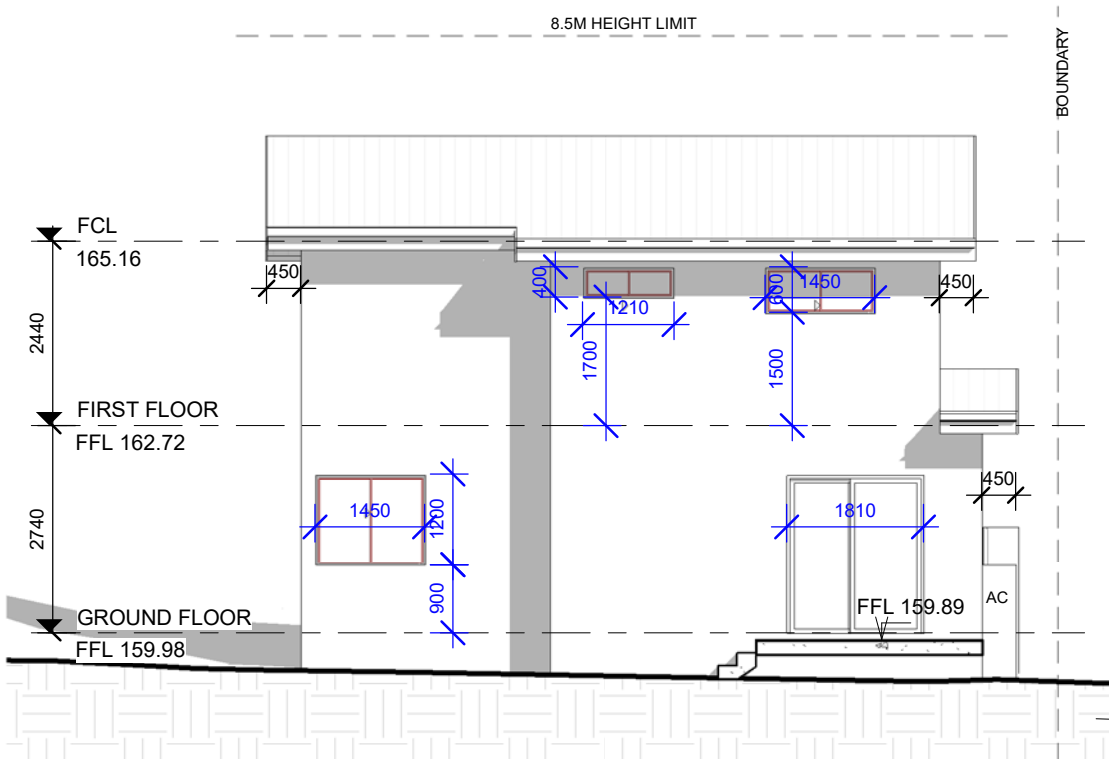 8.5M HEIGHT LIMIT
BOUNDARY
FCL
165.16
450
400
1210
1700
600
1450
1500
450
2440
FIRST FLOOR
FFL 162.72
2740
1450
1200
900
1810
450
GROUND FLOOR
FFL 159.98
FFL 159.89
AC